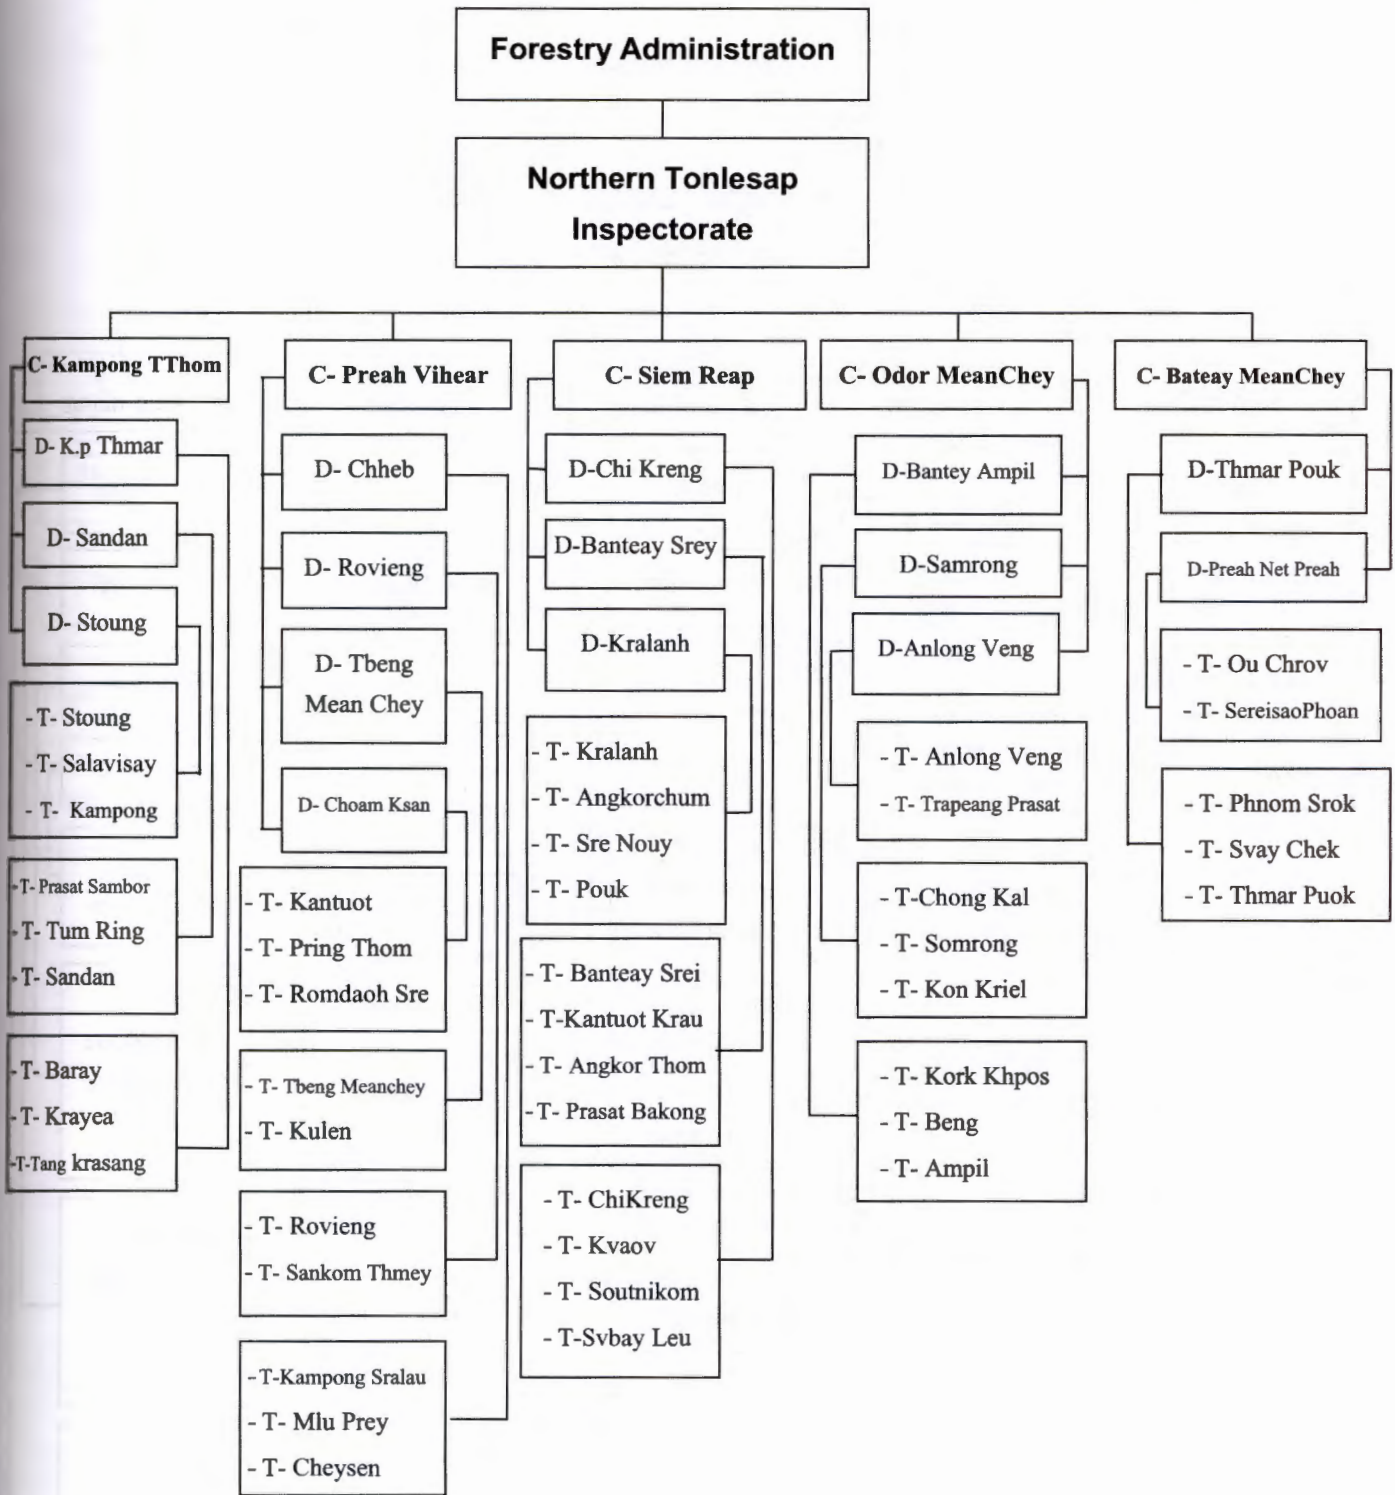 Forestry Administration
Northern Tonlesap
Inspectorate
C- Kampong TThom
D- K.p Thmar
D- Sandan
D- Stoung
- T- Stoung
- T- Salavisay
- T- Kampong
-T- Prasat Sambor
-T- Tum Ring
-T- Sandan
-T- Baray
-T- Krayea
-T-Tang krasang
C- Preah Vihear
D- Chheb
D- Rovieng
D- Tbeng
Mean Chey
D- Choam Ksan
- T- Kantuot
- T- Pring Thom
- T- Romdaoh Sre
- T- Tbeng Meanchey
- T- Kulen
- T- Rovieng
- T- Sankom Thmey
-T-Kampong Sralau
- T- Mlu Prey
- T- Cheysen
C- Siem Reap
D-Chi Kreng
D-Banteay Srey
D-Kralanh
- T- Kralanh
- T- Angkorchum
- T- Sre Nouy
- T- Pouk
- T- Banteay Srei
- T-Kantuot Krau
- T- Angkor Thom
-T- Prasat Bakong
- T- ChiKreng
- T- Kvaov
- T- Soutnikom
- T-Svbay Leu
C- Odor MeanChey
D-Bantey Ampil
D-Samrong
D-Anlong Veng
- T- Anlong Veng
- T- Trapeang Prasat
- T-Chong Kal
- T- Somrong
- T- Kon Kriel
- T- Kork Khpos
- T- Beng
- T- Ampil
C- Bateay MeanChey
D-Thmar Pouk
D-Preah Net Preah
- T- Ou Chrov
- T- SereisaoPhoan
- T- Phnom Srok
- T- Svay Chek
- T- Thmar Puok